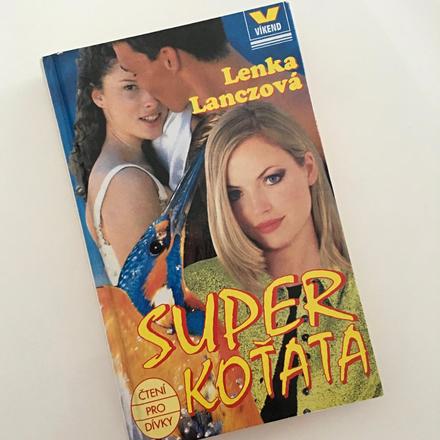 VÍKEND
Lenka
Lanczová
SUPER
KOŤATA
ČTENÍ
PRO
DÍVKY